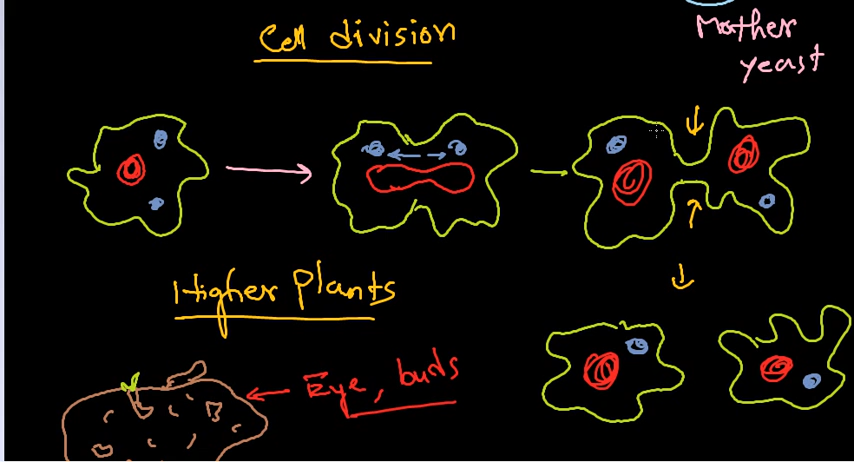 Cell division
Mother
yeast
Higher Plants
Eye, buds